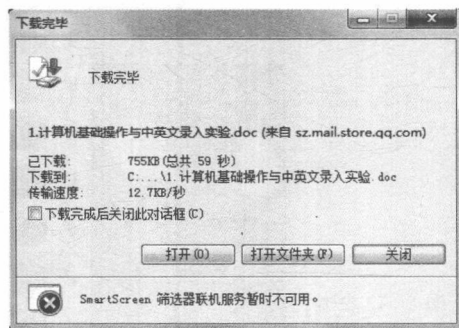 下载完毕
下载完毕
1.计算机基础操作与中英文录入实验.doc (来自 sz.mail.store.qq.com)
已下载: 755KB(总共 59 秒)
下载到: C:...\1.计算机基础操作与中英文录入实验.doc
传输速度: 12.7KB/秒
下载完成后关闭此对话框(C)
打开(O) 打开文件夹(F) 关闭
SmartScreen 筛选器联机服务暂时不可用。